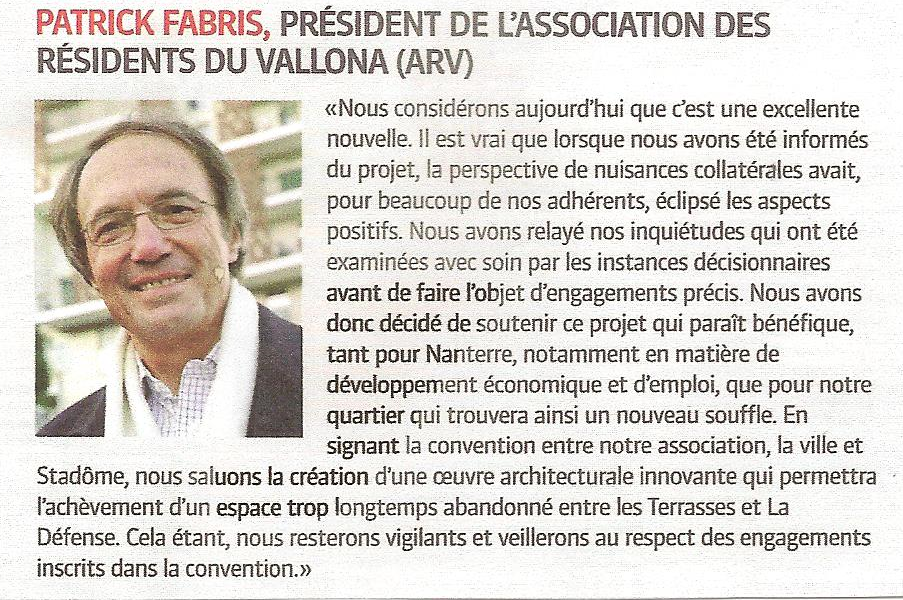 PATRICK FABRIS, PRÉSIDENT DE L'ASSOCIATION DES
RÉSIDENTS DU VALLONA (ARV)
«Nous considérons aujourd'hui que c'est une excellente
nouvelle. Il est vrai que lorsque nous avons été informés
du projet, la perspective de nuisances collatérales avait,
pour beaucoup de nos adhérents, éclipsé les aspects
positifs. Nous avons relayé nos inquiétudes qui ont été
examinées avec soin par les instances décisionnaires
avant de faire l'objet d'engagements précis. Nous avons
donc décidé de soutenir ce projet qui paraît bénéfique,
tant pour Nanterre, notamment en matière de
développement économique et d'emploi, que pour notre
quartier qui trouvera ainsi un nouveau souffle. En
signant la convention entre notre association, la ville et
Stadôme, nous saluons la création d'une œuvre architecturale innovante qui permettra
l'achèvement d'un espace trop longtemps abandonné entre les Terrasses et La
Défense. Cela étant, nous resterons vigilants et veillerons au respect des engagements
inscrits dans la convention.»